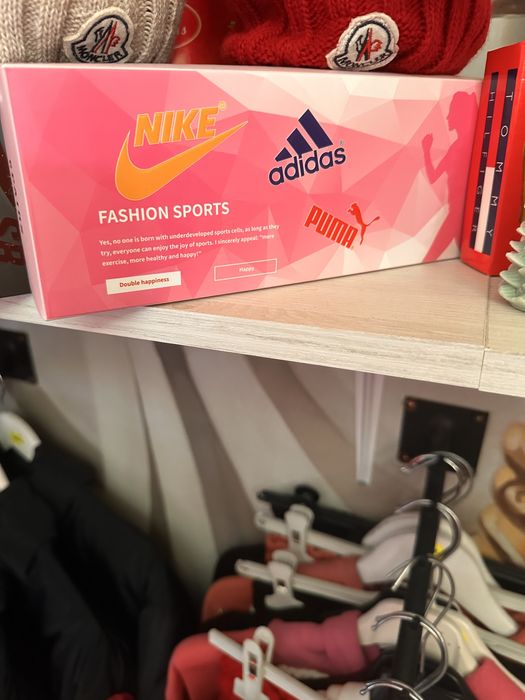 MONCLER
MONCLER
NIKE®
adidas®
PUMA®
FASHION SPORTS
Yes, no one is born with underdeveloped sports cells, as long as they
try, everyone can enjoy the joy of sports. I sincerely appeal: "more
exercise, more healthy and happy!"
Double happiness
Happy
TOMMY
HILFIGER